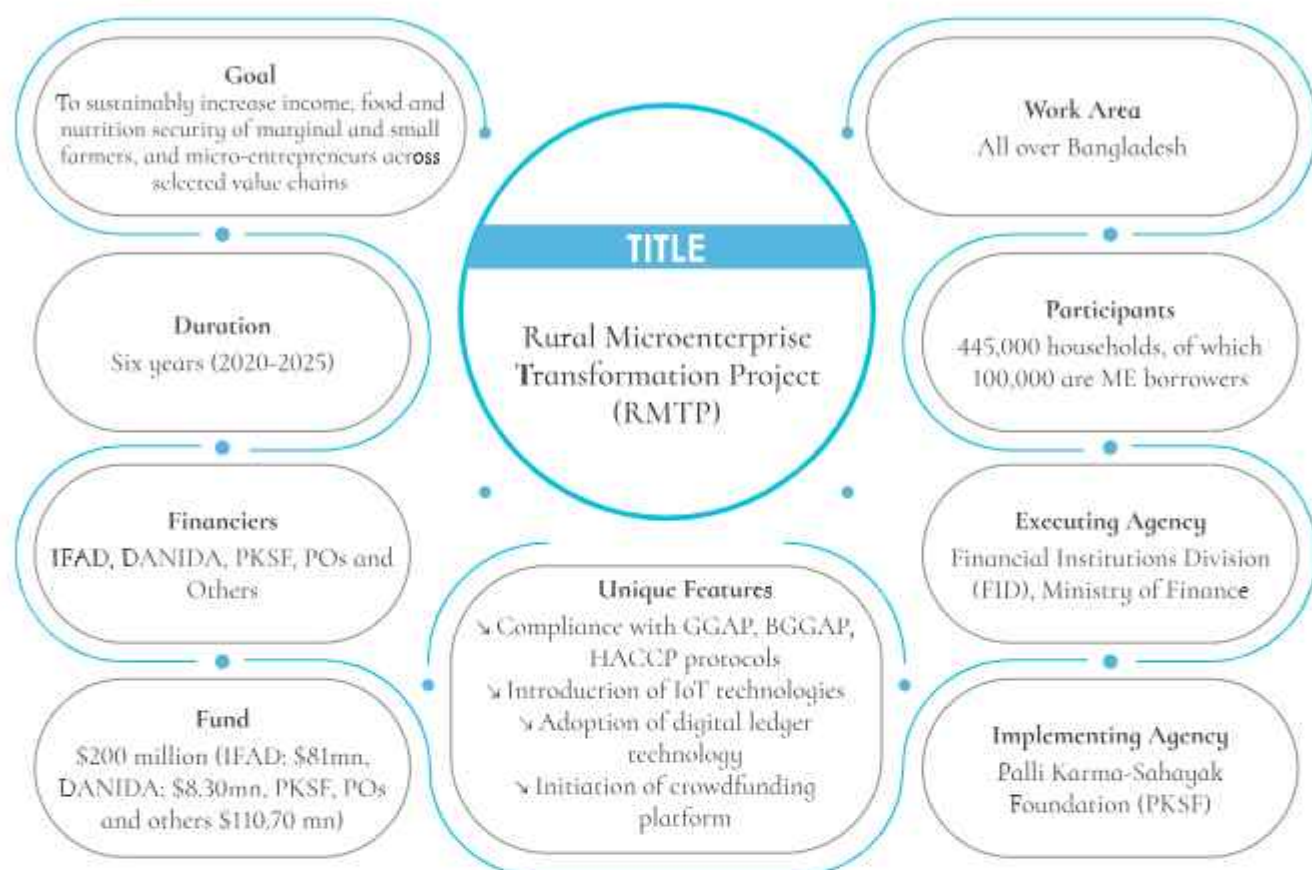 Goal
To sustainably increase income, food and
nutrition security of marginal and small
farmers, and micro-entrepreneurs across
selected value chains
Duration
Six years (2020-2025)
Financiers
IFAD, DANIDA, PKSF, POs and
Others
Fund
$200 million (IFAD: $81mn,
DANIDA: $8.30mn, PKSF, POs
and others $110.70 mn)
TITLE
Rural Microenterprise
Transformation Project
(RMTP)
Unique Features
↘ Compliance with GGAP, BGGAP,
HACCP protocols
↘ Introduction of IoT technologies
↘ Adoption of digital ledger
technology
↘ Initiation of crowdfunding
platform
Work Area
All over Bangladesh
Participants
445,000 households, of which
100,000 are ME borrowers
Executing Agency
Financial Institutions Division
(FID), Ministry of Finance
Implementing Agency
Palli Karma-Sahayak
Foundation (PKSF)